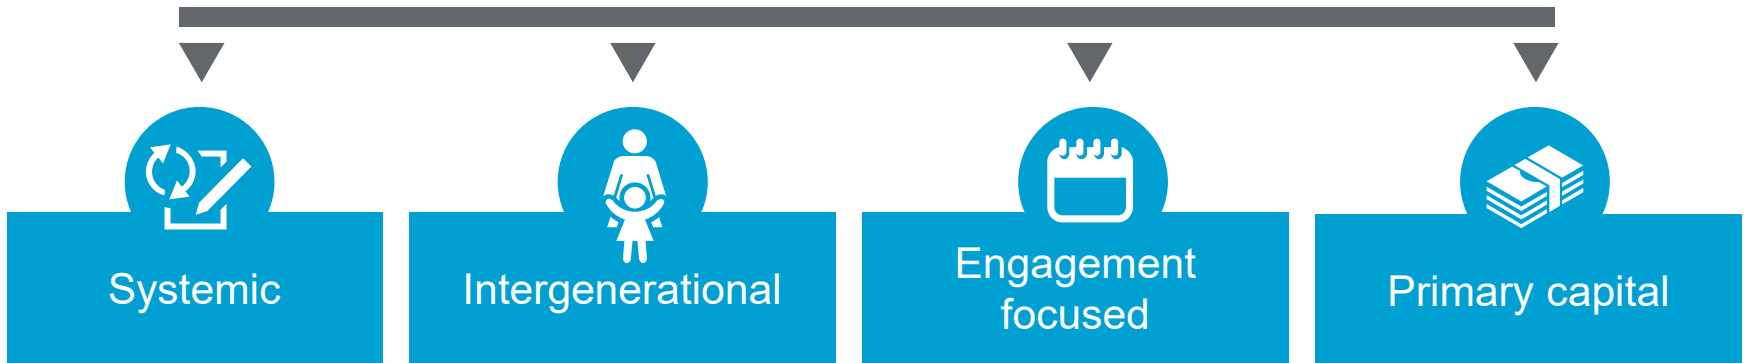 Systemic
Intergenerational
Engagement
focused
Primary capital